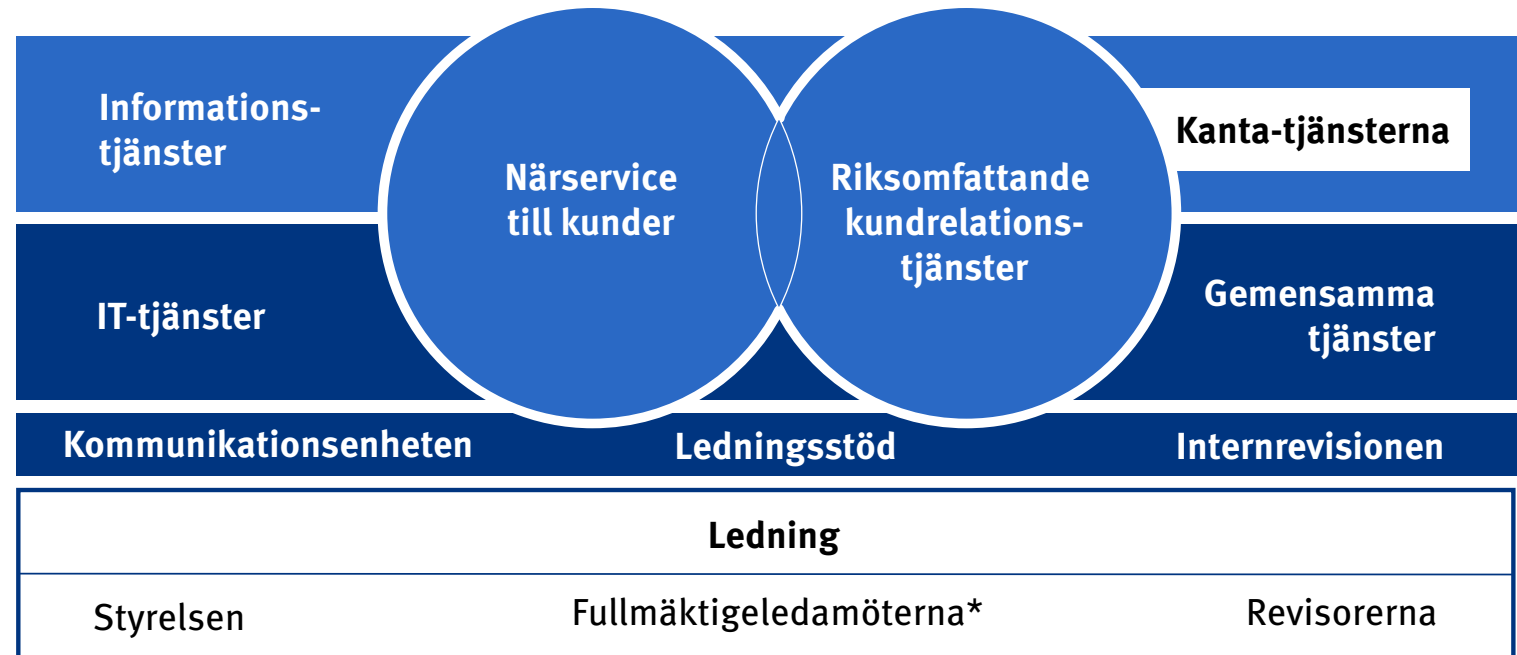 Informations-
tjänster
Närservice
till kunder
Riksomfattande
kundrelations-
tjänster
Kanta-tjänsterna
IT-tjänster
Gemensamma
tjänster
Kommunikationsenheten
Ledningsstöd
Internrevisionen
Ledning
Styrelsen
Fullmäktigeledamöterna*
Revisorerna